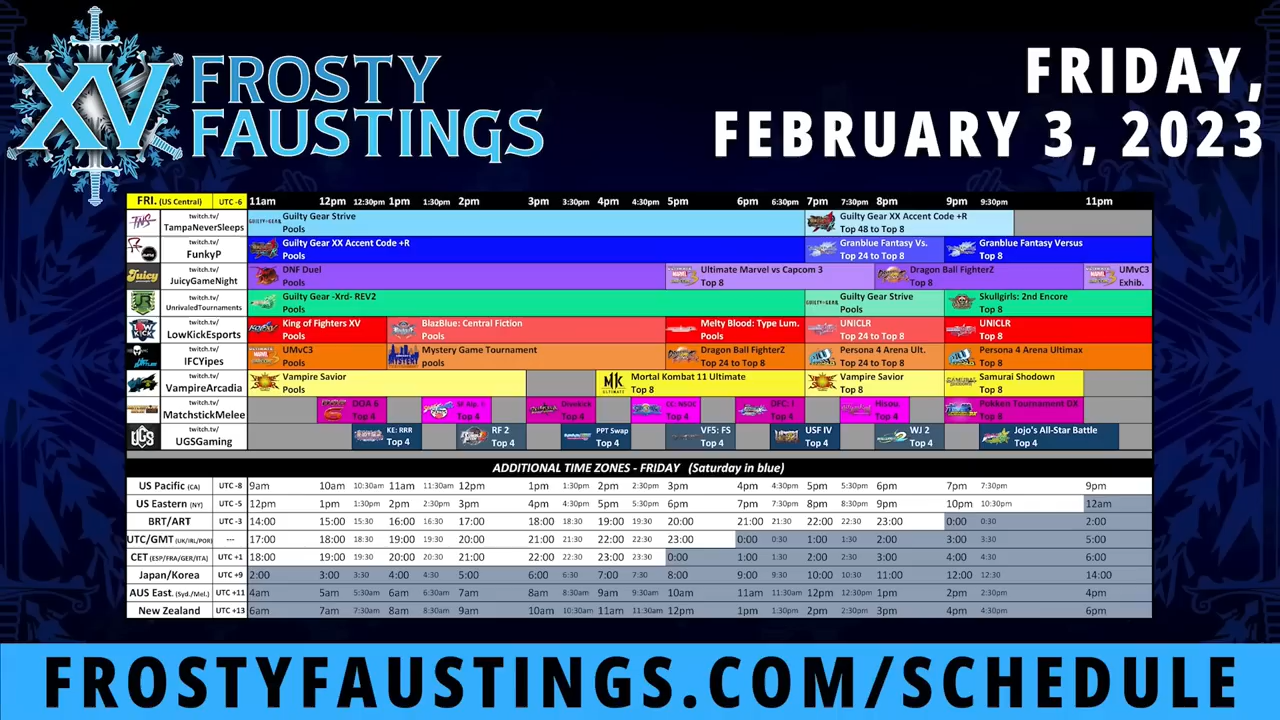 XV FROSTY
FAUSTINGS
FRIDAY,
FEBRUARY 3, 2023
FRI. (US Central) UTC -6 11am 12pm 12:30pm 1pm 1:30pm 2pm 2:30pm 3pm 3:30pm 4pm 4:30pm 5pm 6pm 6:30pm 7pm 7:30pm 8pm 9pm 9:30pm 11pm
TNS twitch.tv/ Guilty Gear Strive Guilty Gear XX Accent Core +R
TampaNeverSleeps Pools Top 48 to Top 8
twitch.tv/ Guilty Gear XX Accent Code +R Granblue Fantasy Vs. Granblue Fantasy Versus
FunkyP Pools Top 24 to Top 8 Top 8
Juicy twitch.tv/ DNF Duel Ultimate Marvel vs Capcom 3 Dragon Ball FighterZ UMvC3
JuicyGameNight Pools Top 8 Top 8 Exhib.
twitch.tv/ Guilty Gear -Xrd- REV2 Guilty Gear Strive Skullgirls: 2nd Encore
UnrivaledTournaments Pools Pools Top 8
LOW KICK twitch.tv/ King of Fighters XV BlazBlue: Central Fiction Melty Blood: Type Lum. UNICLR UNICLR
LowKickEsports Pools Pools Pools Top 24 to Top 8 Top 8
twitch.tv/ UMvC3 Mystery Game Tournament Dragon Ball FighterZ Persona 4 Arena Ult. Persona 4 Arena Ultimax
IFCYipes Pools pools Top 24 to Top 8 Top 24 to Top 8 Top 8
twitch.tv/ Vampire Savior Mortal Kombat 11 Ultimate Vampire Savior Samurai Shodown
VampireArcadia Pools Top 8 Top 8 Top 8
twitch.tv/ DOA 6 SF Alp. Divekick CC: NSOC OFC: I Hisou. Pokken Tournament DX
MatchstickMelee Top 4 Top 4 Top 4 Top 4 Top 4 Top 4 Top 8
UGS twitch.tv/ KE: RRR RF 2 PPT Swap VF5: FS USF IV WJ 2 Jojo's All-Star Battle
UGSGaming Top 4 Top 4 Top 4 Top 4 Top 4 Top 4 Top 4
ADDITIONAL TIME ZONES - FRIDAY (Saturday in blue)
US Pacific (CA) UTC -8 9am 10am 10:30am 11am 11:30am 12pm 1pm 1:30pm 2pm 2:30pm 3pm 4pm 4:30pm 5pm 5:30pm 6pm 7pm 7:30pm 9pm
US Eastern (NY) UTC -5 12pm 1pm 1:30pm 2pm 2:30pm 3pm 4pm 4:30pm 5pm 5:30pm 6pm 7pm 7:30pm 8pm 8:30pm 9pm 10pm 10:30pm 12am
BRT/ART UTC -3 14:00 15:00 15:30 16:00 16:30 17:00 18:00 18:30 19:00 19:30 20:00 21:00 21:30 22:00 22:30 23:00 0:00 0:30 2:00
UTC/GMT (UK/IRL/POR) --- 17:00 18:00 18:30 19:00 19:30 20:00 21:00 21:30 22:00 22:30 23:00 0:00 0:30 1:00 1:30 2:00 3:00 3:30 5:00
CET (ESP/FRA/GER/ITA) UTC +1 18:00 19:00 19:30 20:00 20:30 21:00 22:00 22:30 23:00 23:30 0:00 1:00 1:30 2:00 2:30 3:00 4:00 4:30 6:00
Japan/Korea UTC +9 2:00 3:00 3:30 4:00 4:30 5:00 6:00 6:30 7:00 7:30 8:00 9:00 9:30 10:00 10:30 11:00 12:00 12:30 14:00
AUS East. (Syd./Mel.) UTC +11 4am 5am 5:30am 6am 6:30am 7am 8am 8:30am 9am 9:30am 10am 11am 11:30am 12pm 12:30pm 1pm 2pm 2:30pm 4pm
New Zealand UTC +13 6am 7am 7:30am 8am 8:30am 9am 10am 10:30am 11am 11:30am 12pm 1pm 1:30pm 2pm 2:30pm 3pm 4pm 4:30pm 6pm
FROSTYFAUSTINGS.COM/SCHEDULE